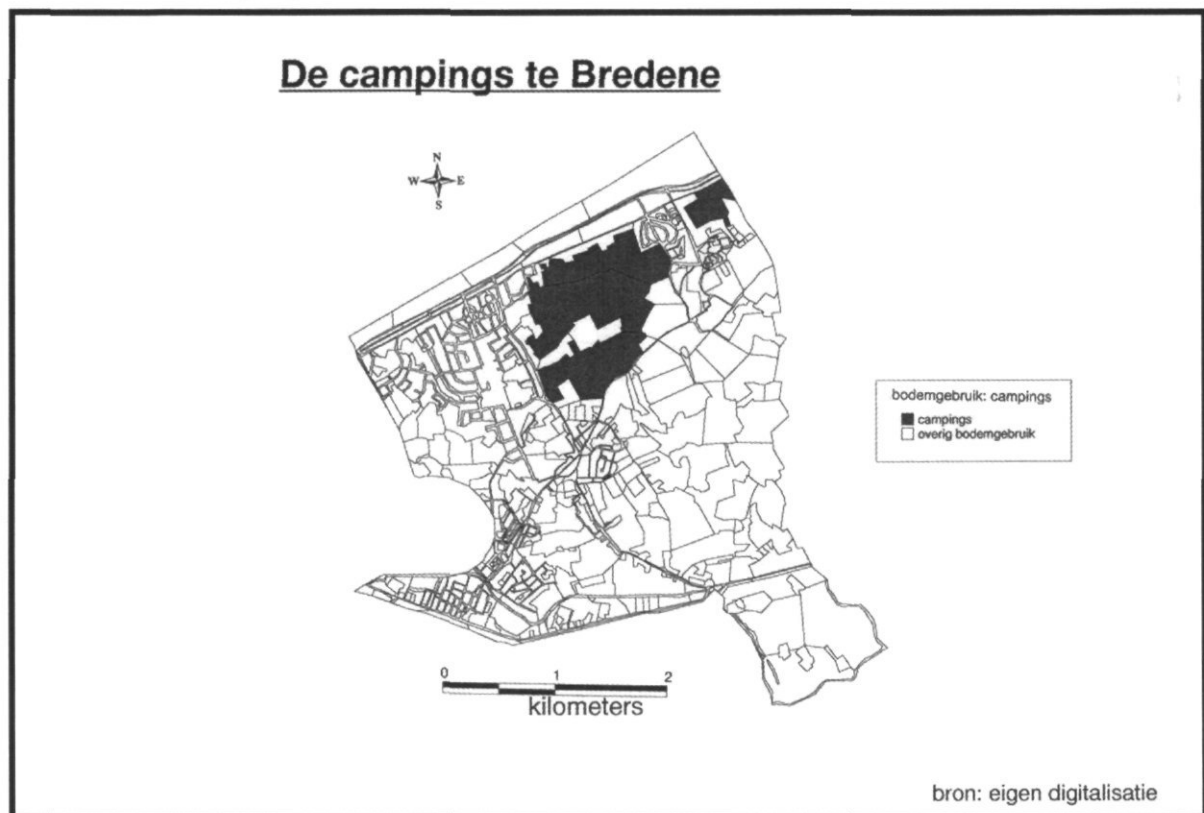 De campings te Bredene
N
W E
S
bodemgebruik: campings
campings
overig bodemgebruik
0 1 2
kilometers
bron: eigen digitalisatie